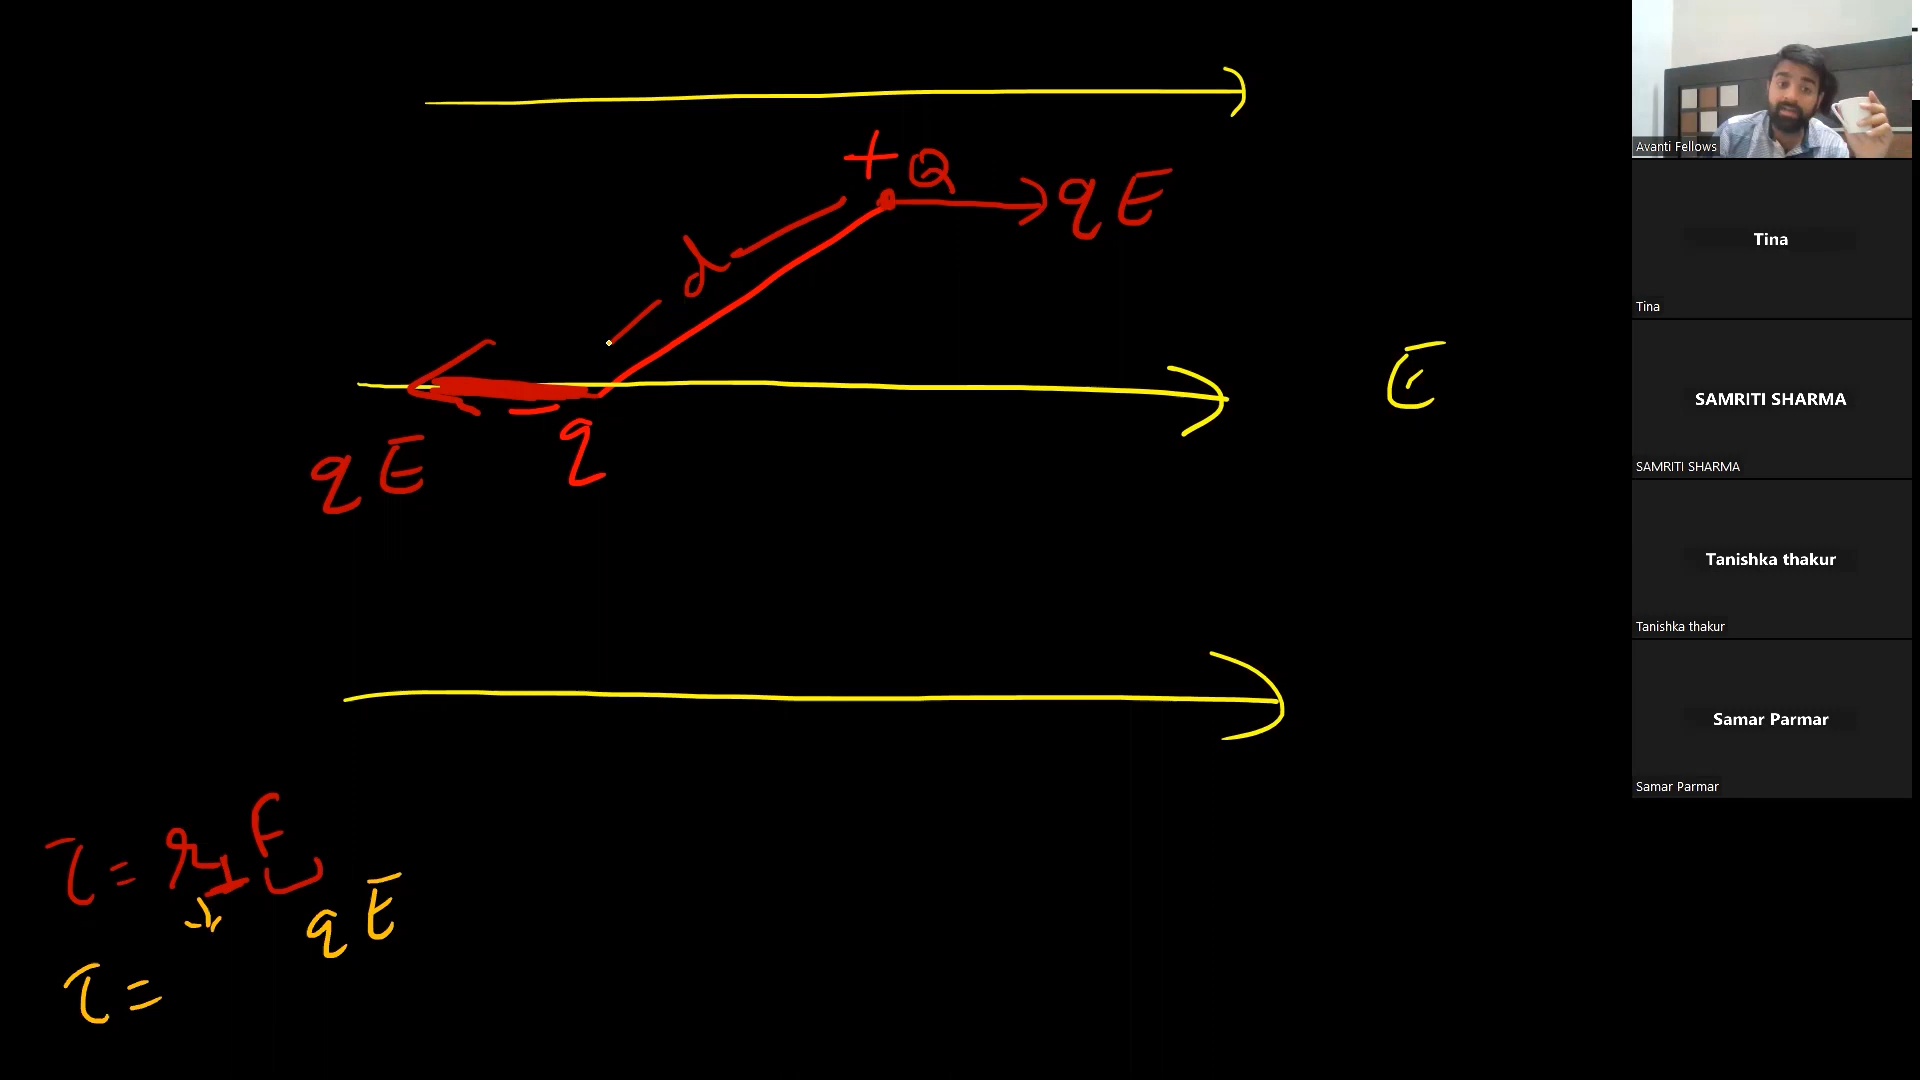 +Q
qE
d
E
-q
qE
τ = r⊥ F
qE
τ =
Avanti Fellows
Tina
Tina
SAMRITI SHARMA
SAMRITI SHARMA
Tanishka thakur
Tanishka thakur
Samar Parmar
Samar Parmar